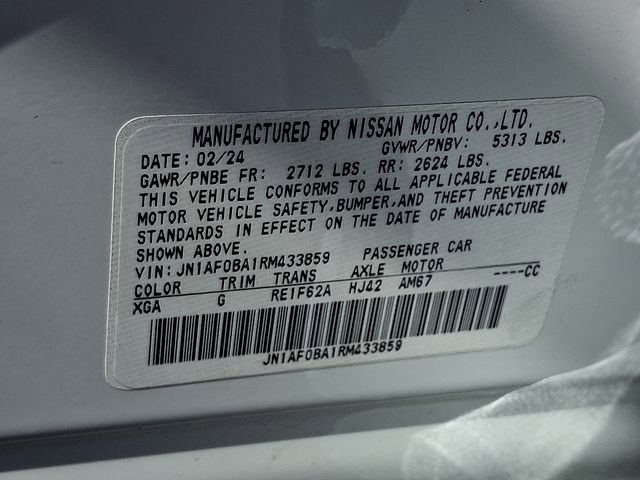 MANUFACTURED BY NISSAN MOTOR CO.,LTD.
DATE: 02/24 GVWR/PNBV: 5313 LBS.
GAWR/PNBE FR: 2712 LBS. RR: 2624 LBS.
THIS VEHICLE CONFORMS TO ALL APPLICABLE FEDERAL
MOTOR VEHICLE SAFETY,BUMPER,AND THEFT PREVENTION
STANDARDS IN EFFECT ON THE DATE OF MANUFACTURE
SHOWN ABOVE.
VIN: JN1AF0BA1RM433859 PASSENGER CAR
COLOR TRIM TRANS AXLE MOTOR ----CC
XGA G RE1F62A HJ42 AM67
JN1AF0BA1RM433859